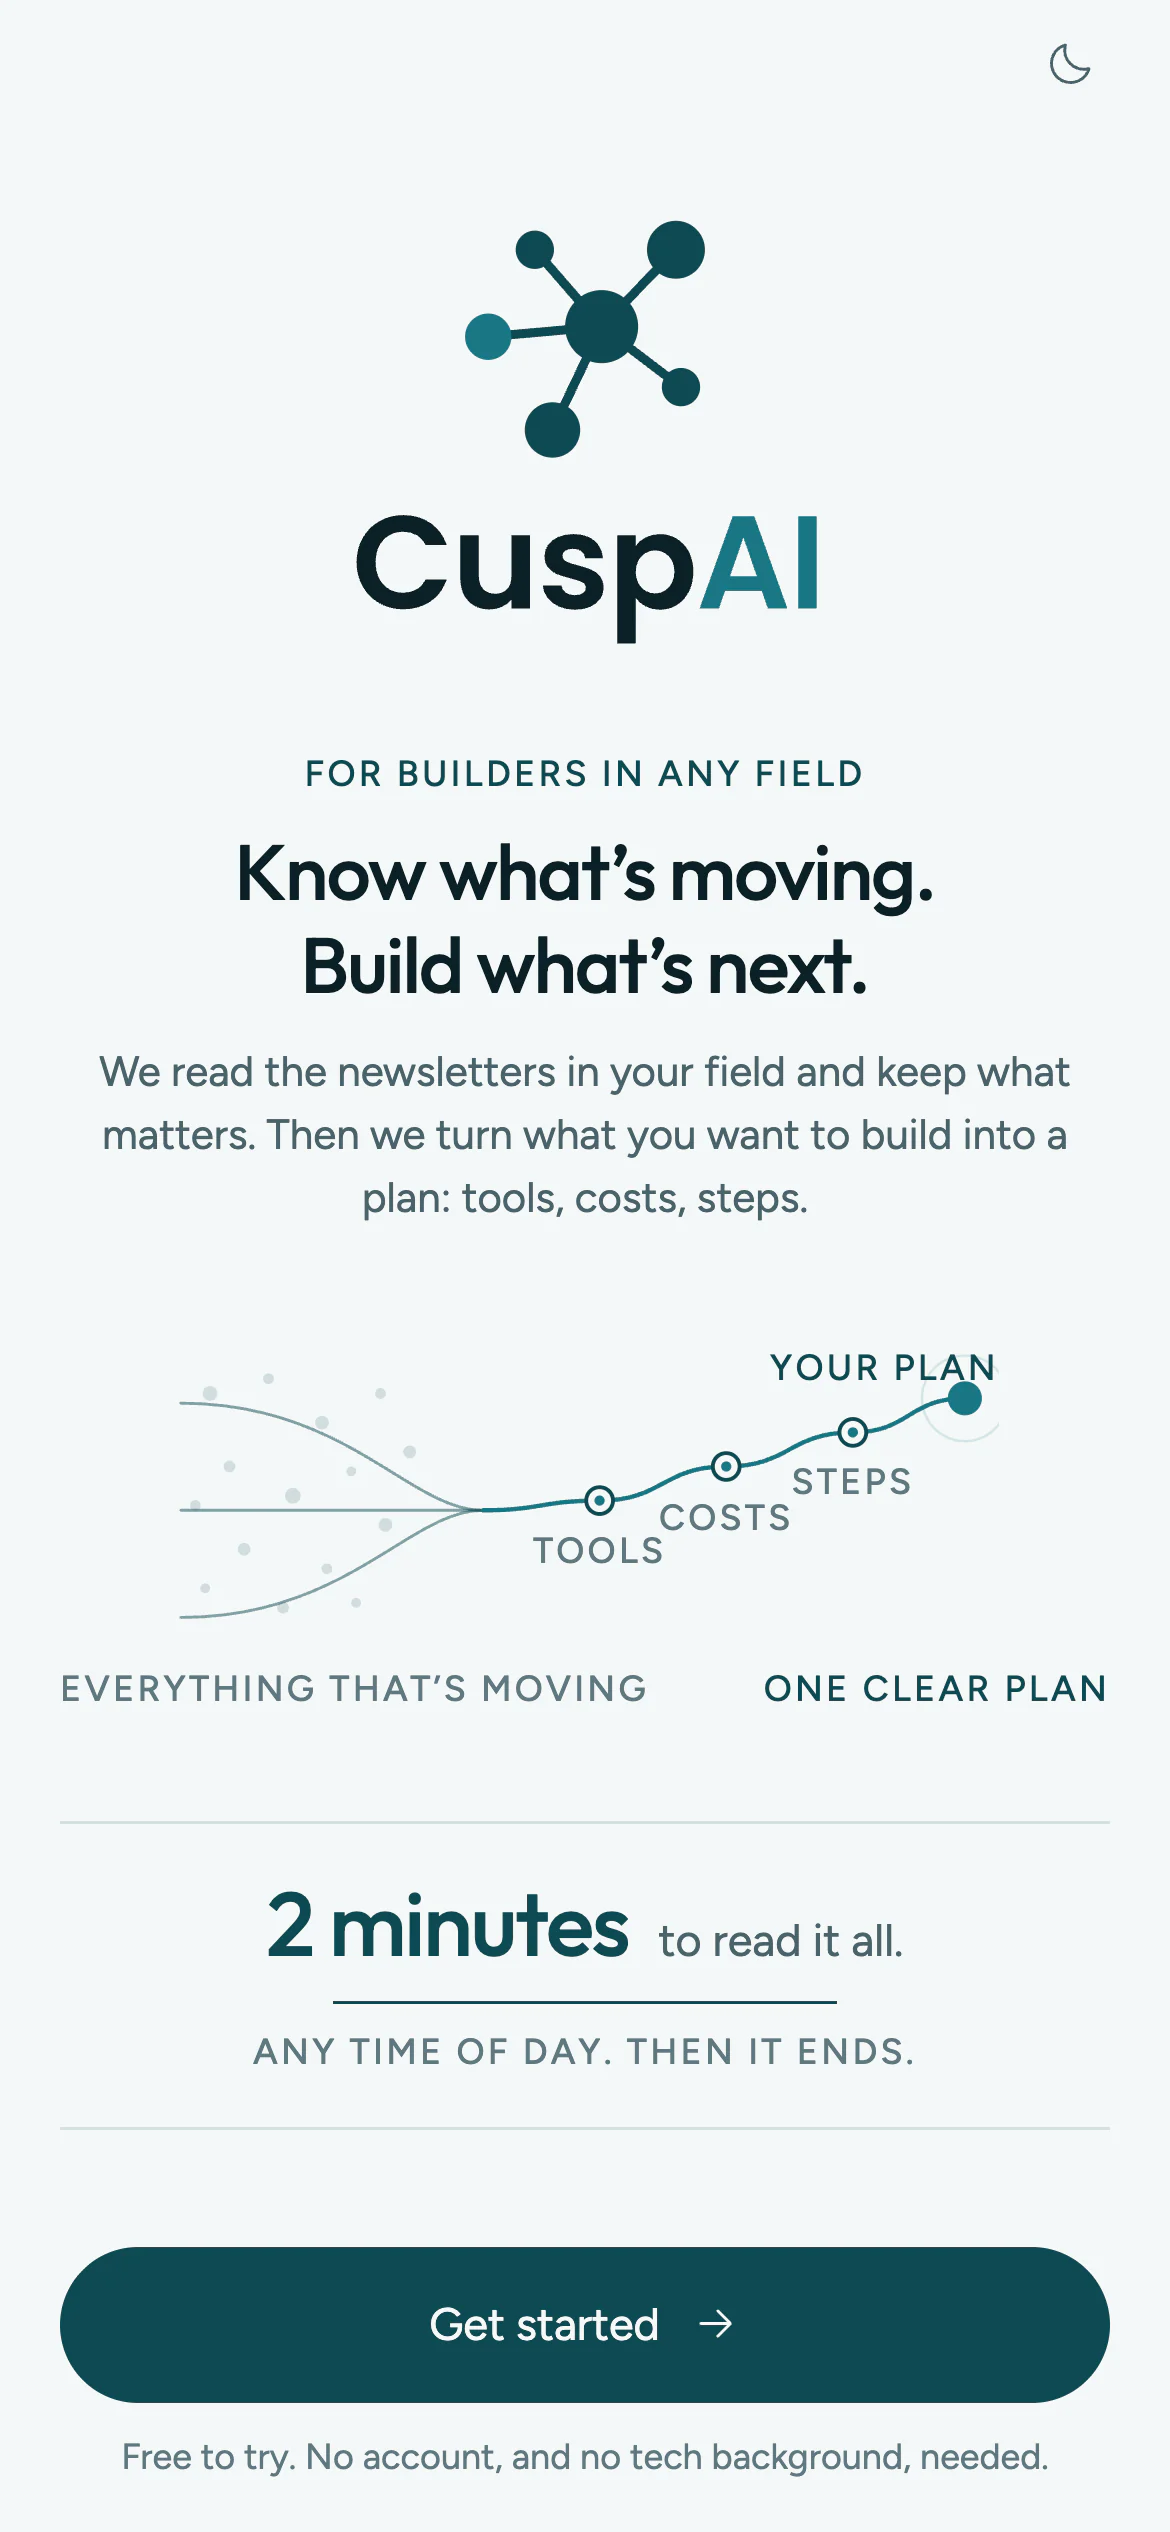 CuspAI
FOR BUILDERS IN ANY FIELD
Know what’s moving.
Build what’s next.
We read the newsletters in your field and keep what
matters. Then we turn what you want to build into a
plan: tools, costs, steps.
YOUR PLAN
STEPS
COSTS
TOOLS
EVERYTHING THAT’S MOVING
ONE CLEAR PLAN
2 minutes to read it all.
ANY TIME OF DAY. THEN IT ENDS.
Get started →
Free to try. No account, and no tech background, needed.